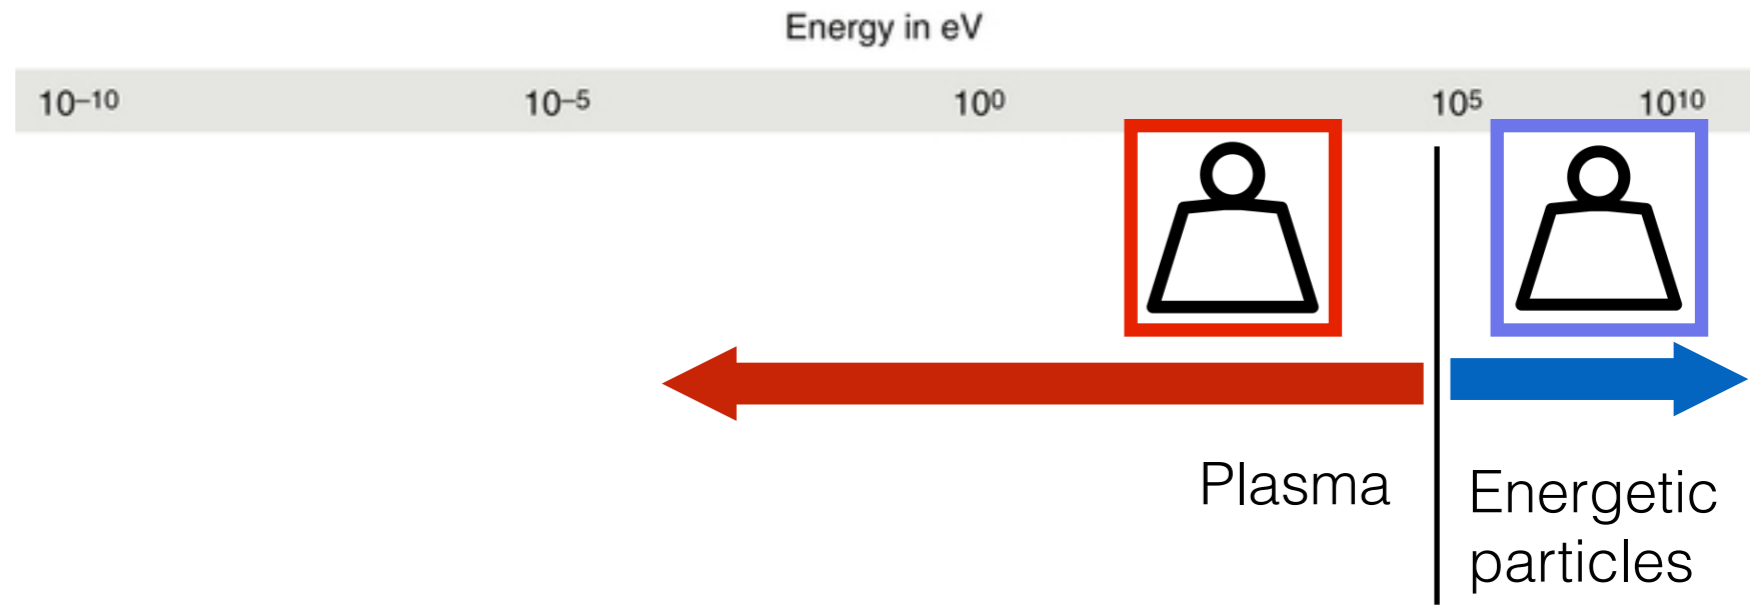 Energy in eV
10⁻¹⁰ 10⁻⁵ 10⁰ 10⁵ 10¹⁰
Plasma
Energetic
particles